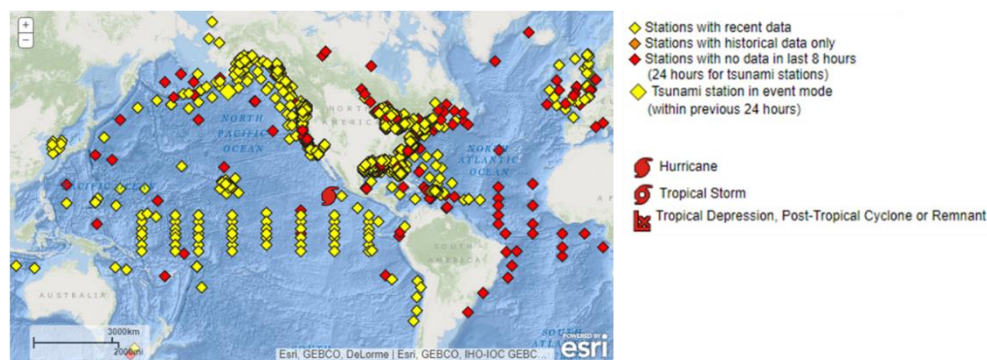 Stations with recent data
Stations with historical data only
Stations with no data in last 8 hours
(24 hours for tsunami stations)
Tsunami station in event mode
(within previous 24 hours)
Hurricane
Tropical Storm
Tropical Depression, Post-Tropical Cyclone or Remnant
+
−
NORTH
PACIFIC
OCEAN
NORTH
AMERICA
NORTH
ATLANTIC
OCEAN
SOUTH
AMERICA
AUSTRALIA
3000km
2000mi
Esri, GEBCO, DeLorme | Esri, GEBCO, IHO-IOC GEBC...
POWERED BY
esri